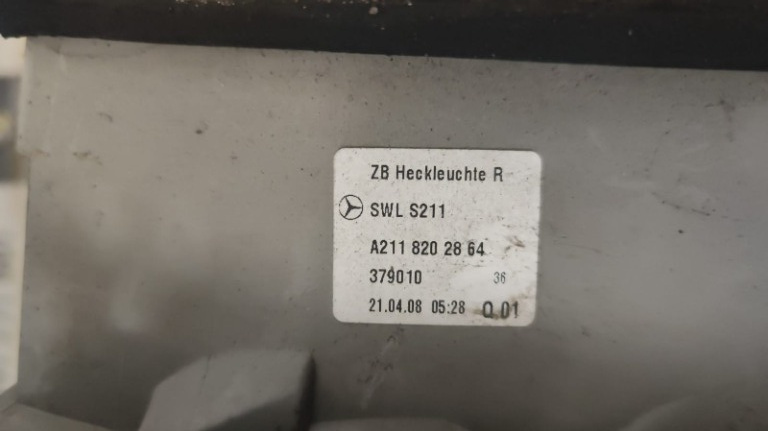 ZB Heckleuchte R
SWL S211
A211 820 28 64
379010 36
21.04.08 05:28 Q 01